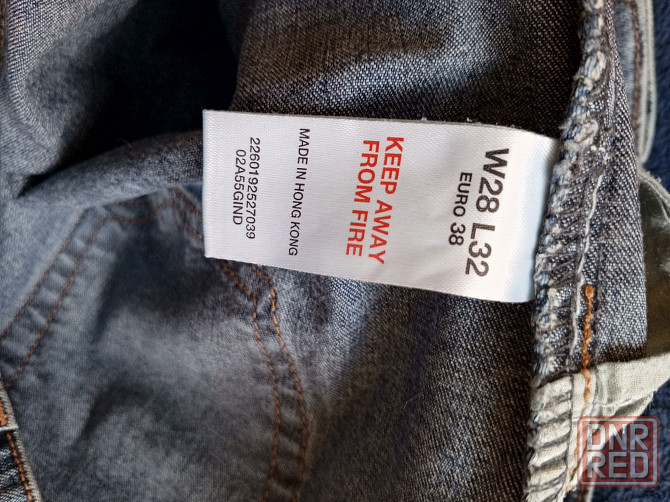 W28 L32
EURO 38
KEEP AWAY
FROM FIRE
MADE IN HONG KONG
2260192527039
02A55GIND
DNR
RED